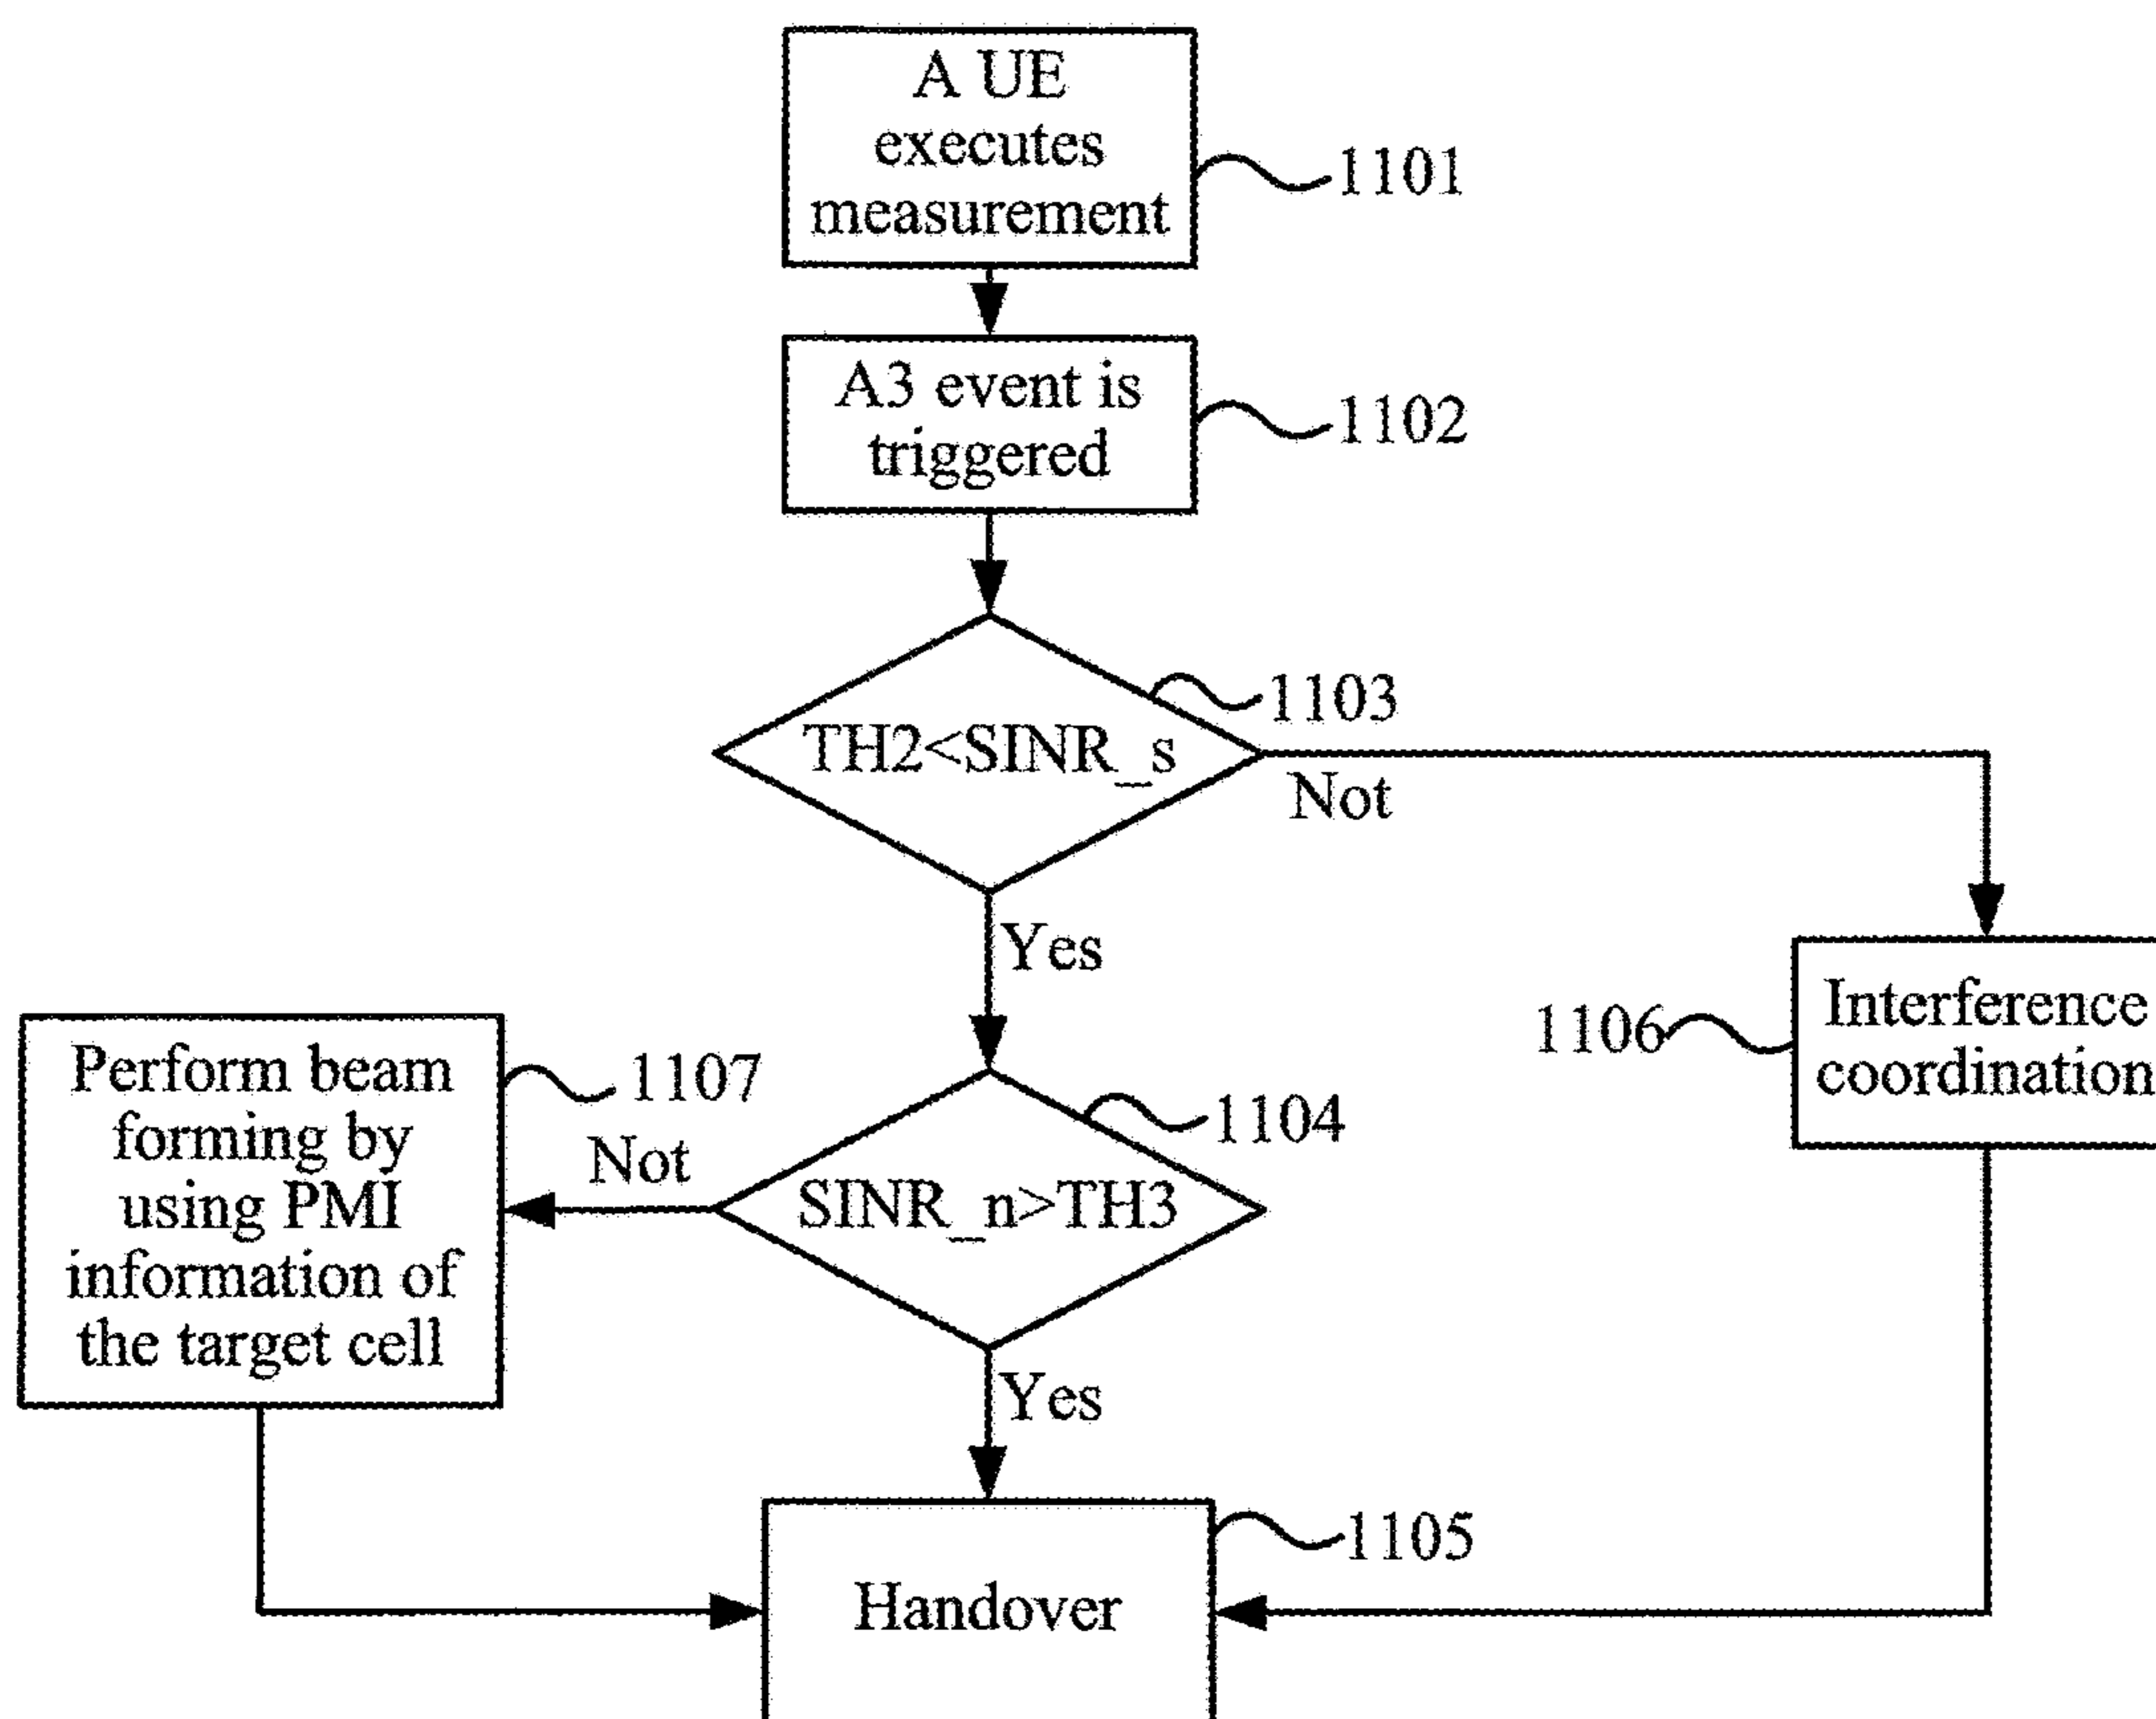 A UE
executes
measurement
1101
A3 event is
triggered
1102
1103
TH2<SINR_s
Not
Yes
Interference
coordination
1106
Perform beam
forming by
using PMI
information of
the target cell
1107
Not
1104
SINR_n>TH3
Yes
1105
Handover